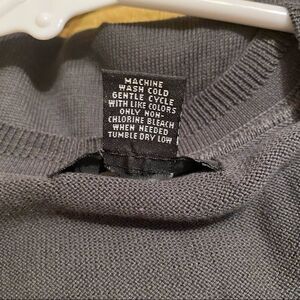 MACHINE
WASH COLD
GENTLE CYCLE
WITH LIKE COLORS
ONLY NON-
CHLORINE BLEACH
WHEN NEEDED
TUMBLE DRY LOW